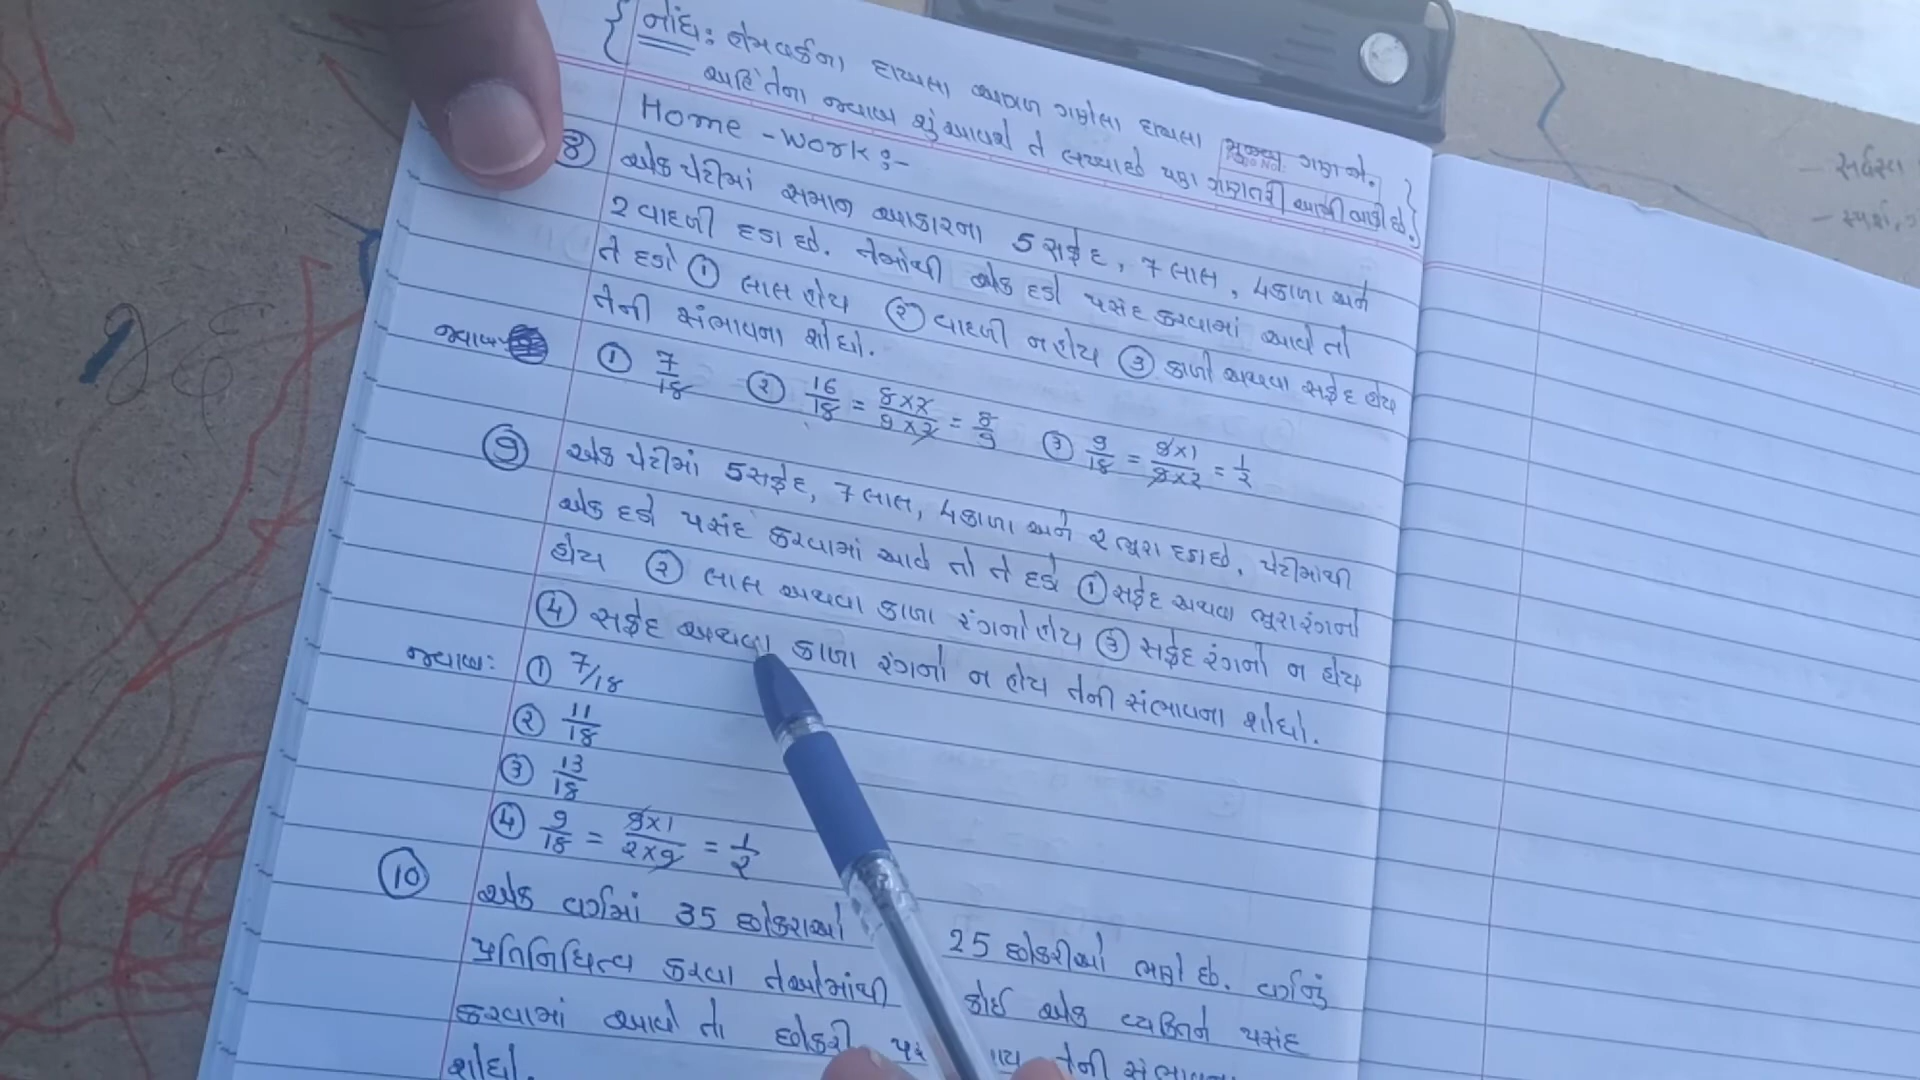 નોંધ: હોમવર્કના દાખલા આગળ ગણેલા દાખલા મુજબ ગણાશે.
અહિં તેના જવાબ શું આવશે તે લખ્યા છે પણ ગણતરી આખી બાકી છે.
Home - Work :-
8 એક પેટીમાં સમાન આકારના 5 સફેદ, 7 લાલ, 4 કાળા અને
2 વાદળી દડા છે. તેમાંથી એક દડો પસંદ કરવામાં આવે તો
તે દડો ① લાલ હોય ② વાદળી ન હોય ③ કાળો અથવા સફેદ હોય
તેની સંભાવના શોધો.
જવાબ: ① 7/18 ② 16/18 = 8×2/9×2 = 8/9 ③ 9/18 = 9×1/9×2 = 1/2
9 એક પેટીમાં 5 સફેદ, 7 લાલ, 4 કાળા અને 2 ભૂરા દડા છે. પેટીમાંથી
એક દડો પસંદ કરવામાં આવે તો તે દડો ① સફેદ અથવા ભૂરા રંગનો
હોય ② લાલ અથવા કાળા રંગનો હોય ③ સફેદ રંગનો ન હોય
④ સફેદ અથવા કાળા રંગનો ન હોય તેની સંભાવના શોધો.
જવાબ: ① 7/18
② 11/18
③ 13/18
④ 9/18 = 9×1/2×9 = 1/2
10 એક વર્ગમાં 35 છોકરાઓ 25 છોકરીઓ ભણે છે. વર્ગનું
પ્રતિનિધિત્વ કરવા તેઓમાંથી કોઈ એક વ્યક્તિને પસંદ
કરવામાં આવે તો છોકરી તેની સંભાવના
શોધો.